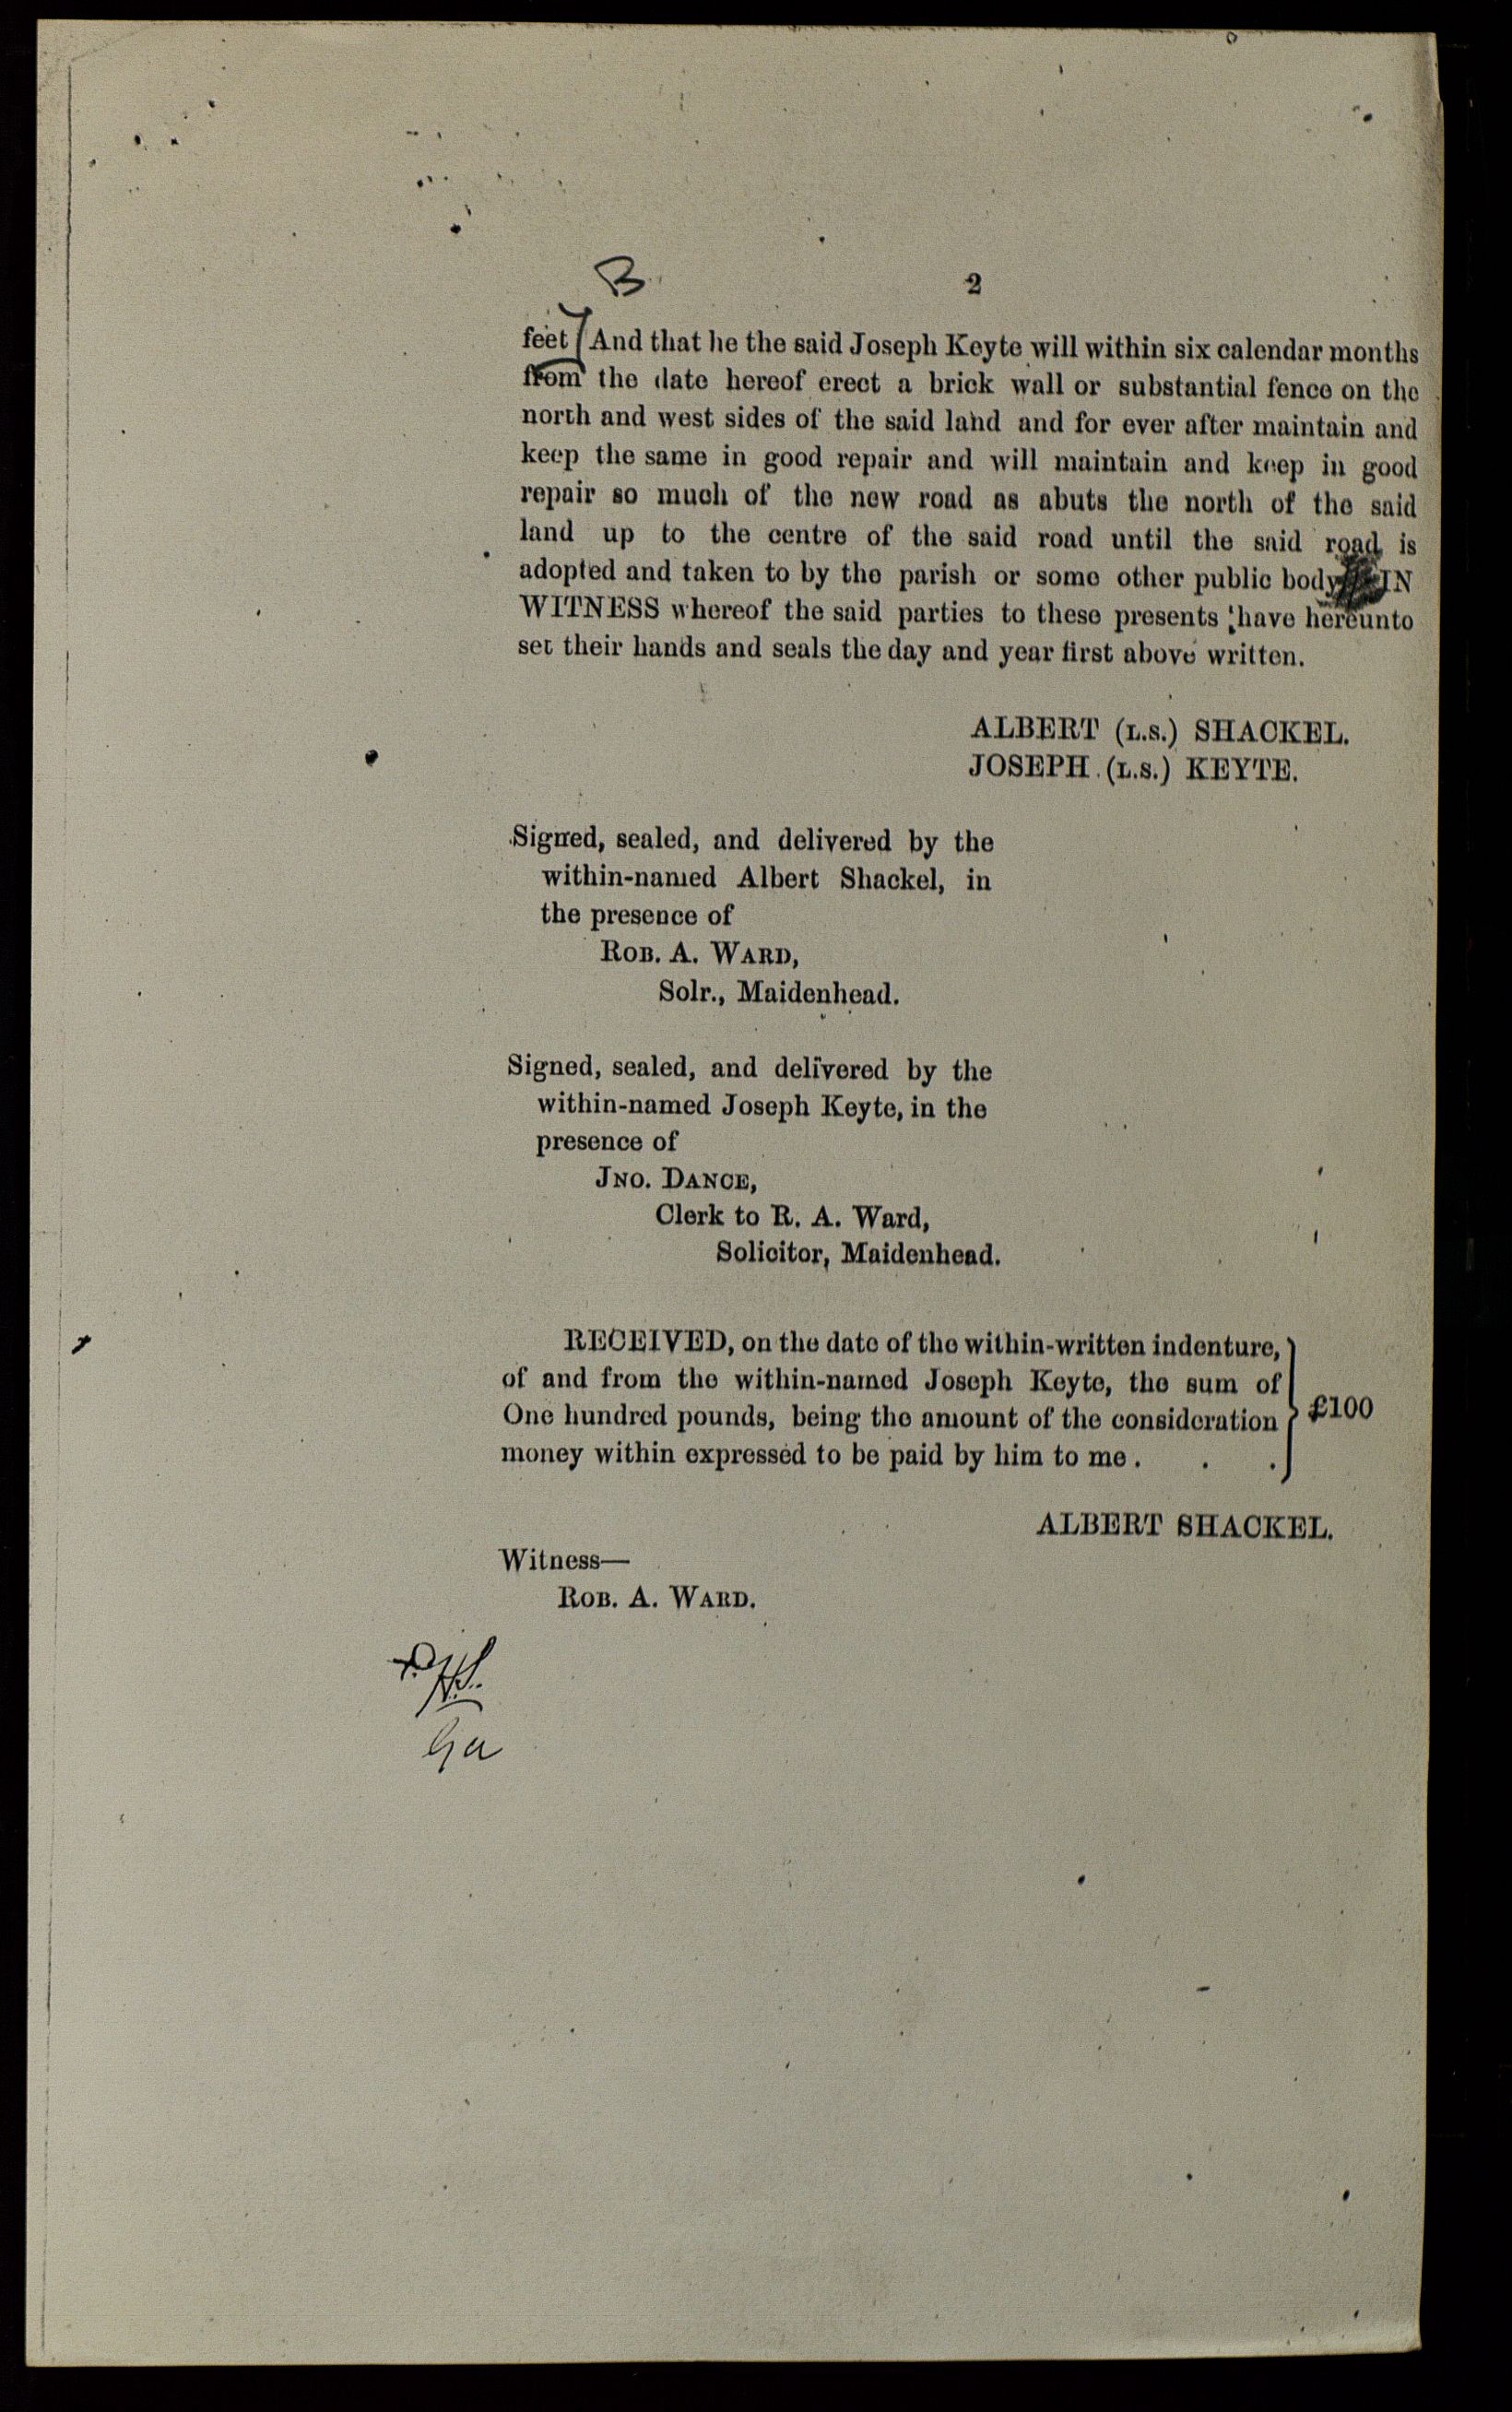 B
2
feet And that he the said Joseph Keyte will within six calendar months
from the date hereof erect a brick wall or substantial fence on the
north and west sides of the said land and for ever after maintain and
keep the same in good repair and will maintain and keep in good
repair so much of the new road as abuts the north of the said
land up to the centre of the said road until the said road is
adopted and taken to by the parish or some other public body IN
WITNESS whereof the said parties to these presents have hereunto
set their hands and seals the day and year first above written.
ALBERT (L.S.) SHACKEL.
JOSEPH (L.S.) KEYTE.
Signed, sealed, and delivered by the
within-named Albert Shackel, in
the presence of
ROB. A. WARD,
Solr., Maidenhead.
Signed, sealed, and delivered by the
within-named Joseph Keyte, in the
presence of
JNO. DANCE,
Clerk to R. A. Ward,
Solicitor, Maidenhead.
RECEIVED, on the date of the within-written indenture,
of and from the within-named Joseph Keyte, the sum of
One hundred pounds, being the amount of the consideration £100
money within expressed to be paid by him to me . . .
ALBERT SHACKEL.
Witness—
ROB. A. WARD.